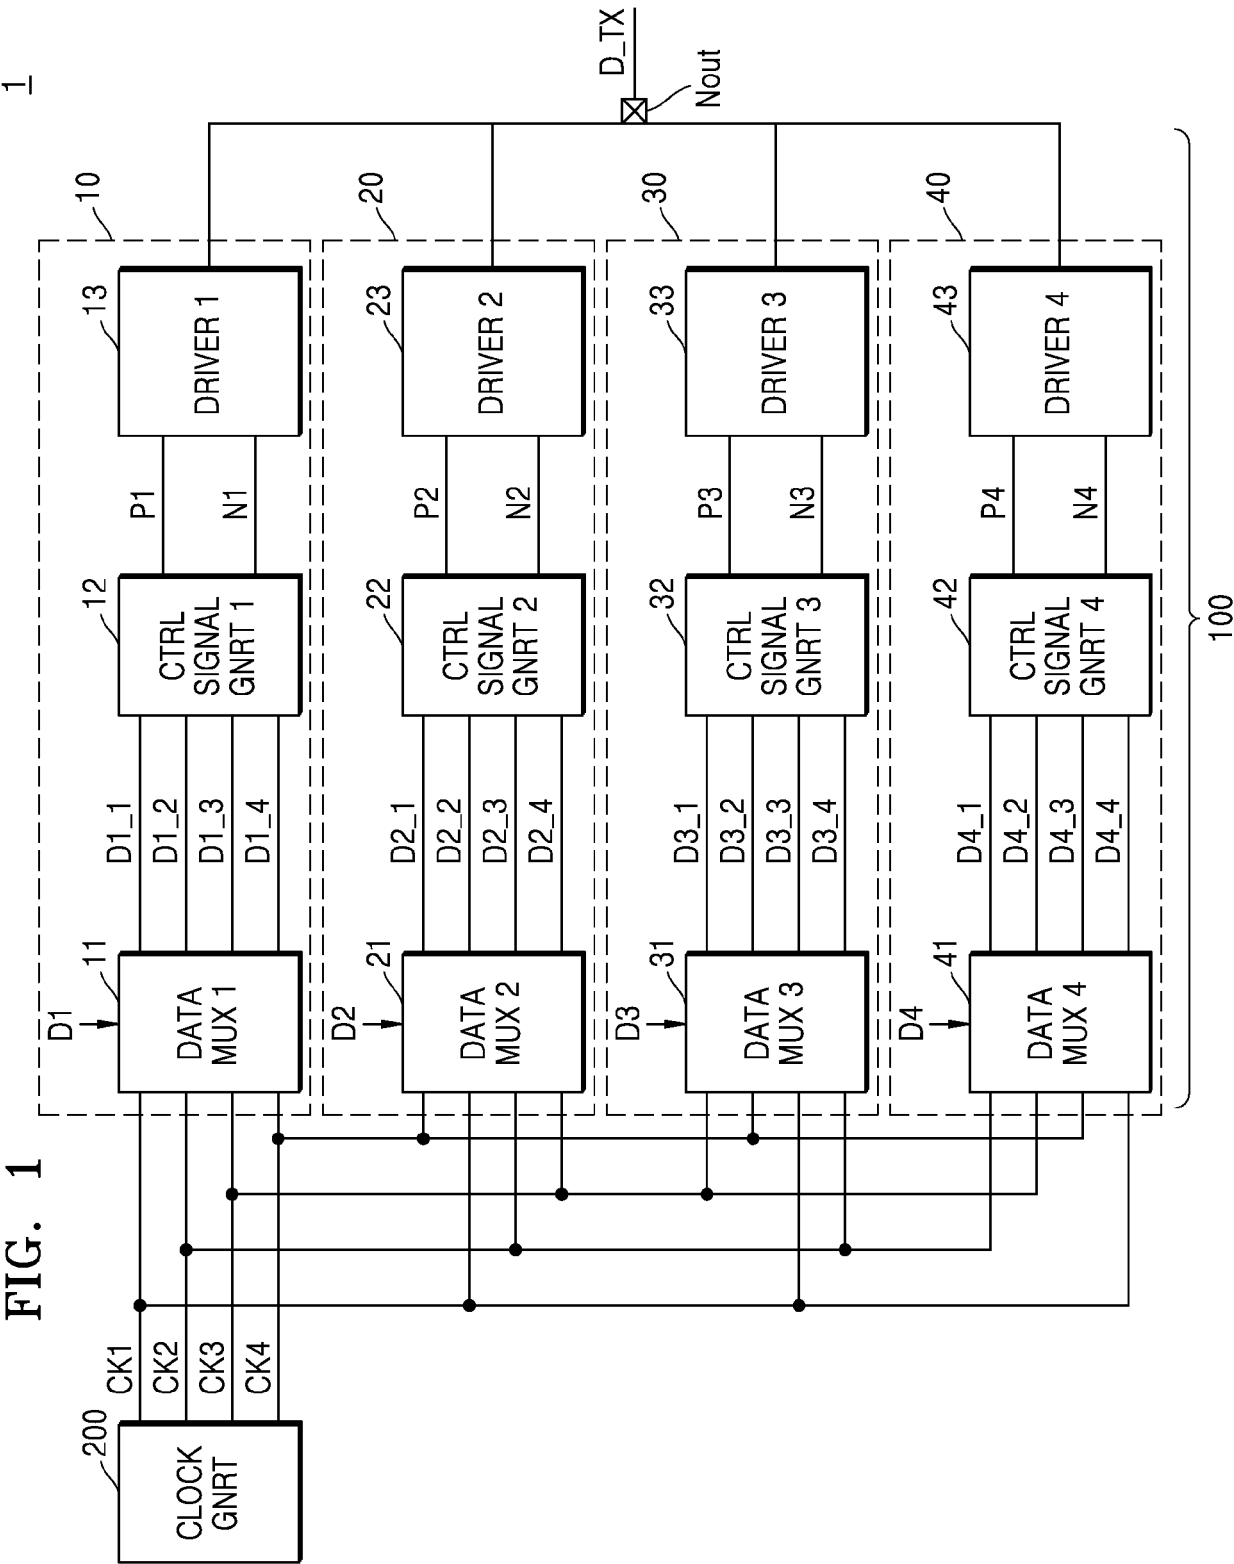 FIG. 1
1
200
CLOCK
GNRT
CK1
CK2
CK3
CK4
10
D1
11
DATA
MUX 1
D1_1
D1_2
D1_3
D1_4
12
CTRL
SIGNAL
GNRT 1
P1
N1
13
DRIVER 1
20
D2
21
DATA
MUX 2
D2_1
D2_2
D2_3
D2_4
22
CTRL
SIGNAL
GNRT 2
P2
N2
23
DRIVER 2
30
D3
31
DATA
MUX 3
D3_1
D3_2
D3_3
D3_4
32
CTRL
SIGNAL
GNRT 3
P3
N3
33
DRIVER 3
40
D4
41
DATA
MUX 4
D4_1
D4_2
D4_3
D4_4
42
CTRL
SIGNAL
GNRT 4
P4
N4
43
DRIVER 4
D_TX
Nout
100